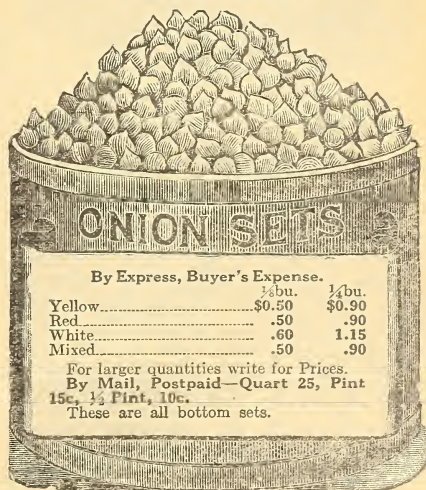 ONION SETS
By Express, Buyer's Expense.
⅛bu. ¼bu.
Yellow........................$0.50 $0.90
Red........................ .50 .90
White........................ .60 1.15
Mixed........................ .50 .90
For larger quantities write for Prices.
By Mail, Postpaid—Quart 25, Pint
15c, ½ Pint, 10c.
These are all bottom sets.